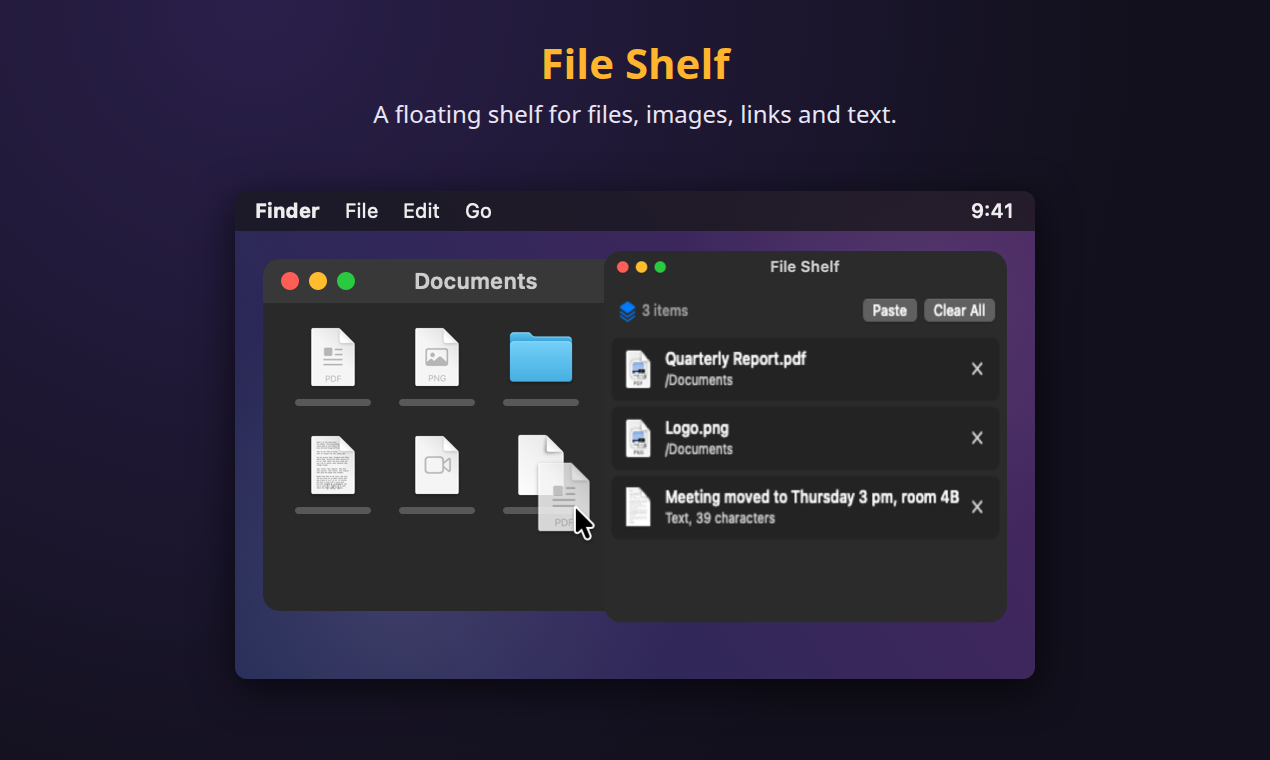 File Shelf
A floating shelf for files, images, links and text.
Finder File Edit Go 9:41
Documents
PDF
PNG
PDF
File Shelf
3 items Paste Clear All
Quarterly Report.pdf
/Documents
PDF
Logo.png
/Documents
PNG
Meeting moved to Thursday 3 pm, room 4B
Text, 39 characters